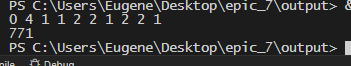 PS C:\Users\Eugene\Desktop\epic_7\output> &
0 4 1 1 2 2 1 2 2 1
771
PS C:\Users\Eugene\Desktop\epic_7\output>
Debug